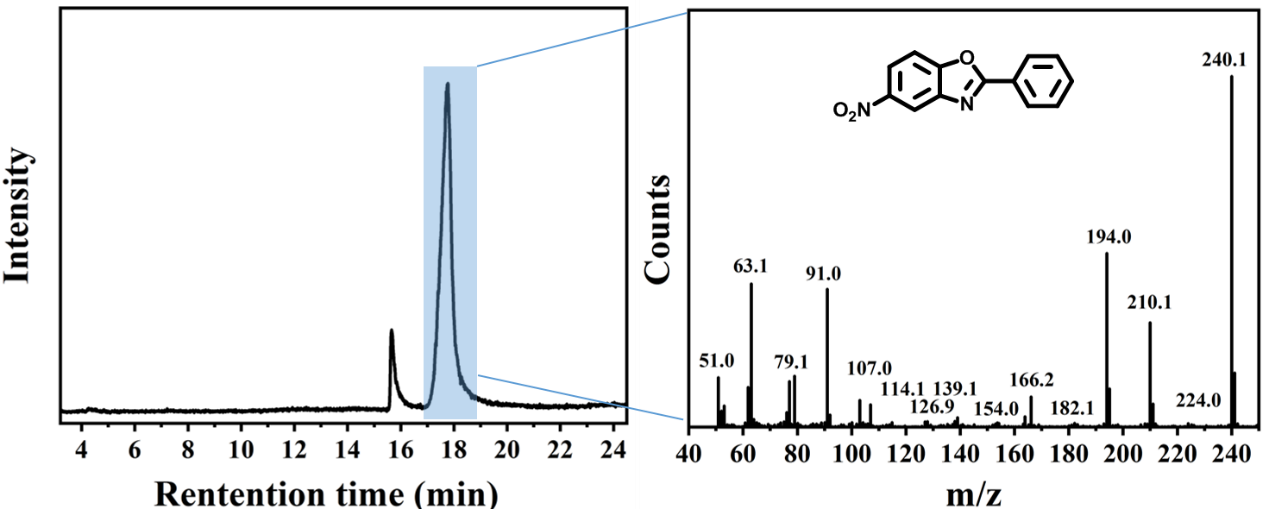 Intensity
4 6 8 10 12 14 16 18 20 22 24
Rentention time (min)
Counts
O
N
O₂N
240.1
194.0
63.1
91.0
210.1
51.0
79.1
107.0
166.2
114.1 139.1
126.9
154.0
182.1
224.0
40 60 80 100 120 140 160 180 200 220 240
m/z